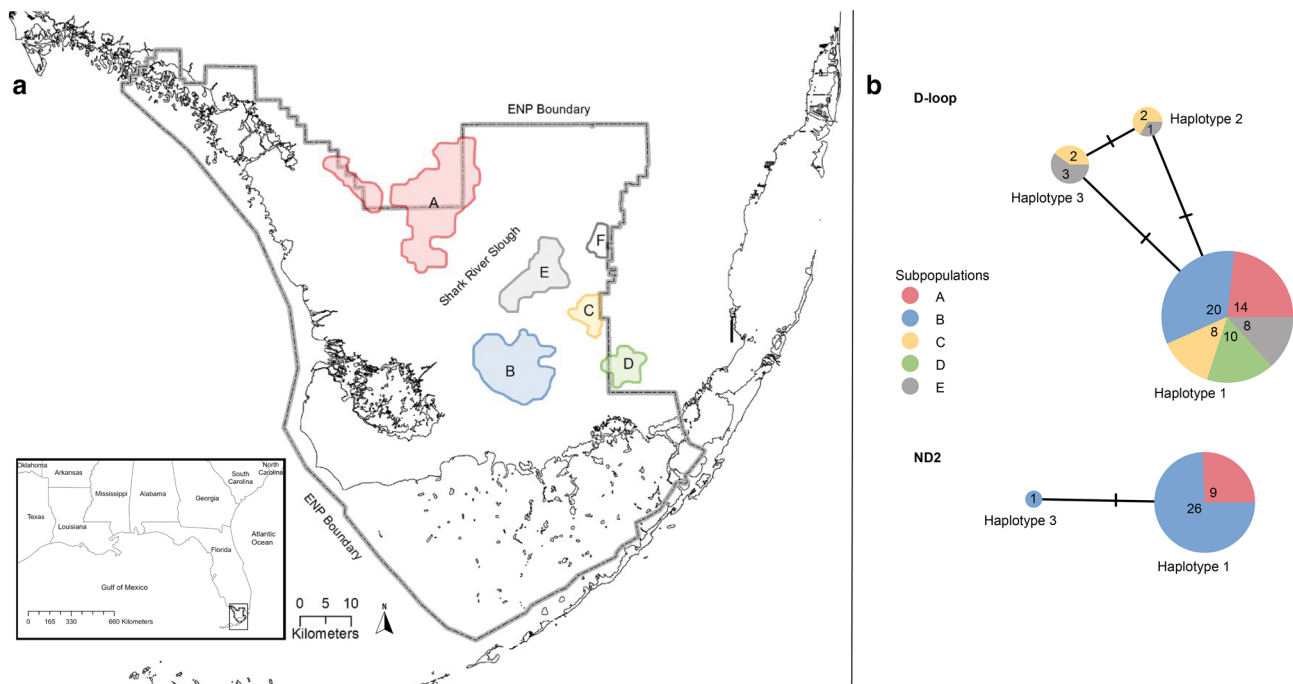 a
ENP Boundary
A
F
Shark River Slough
E
C
B
D
ENP Boundary
Oklahoma
Arkansas
North
Carolina
South
Carolina
Mississippi
Alabama
Georgia
Texas
Louisiana
Atlantic
Ocean
Florida
Gulf of Mexico
0 165 330 660 Kilometers
0 5 10
Kilometers
N
b
D-loop
2
1
Haplotype 2
2
3
Haplotype 3
Subpopulations
A
B
C
D
E
20
14
8
10
8
Haplotype 1
ND2
1
Haplotype 3
9
26
Haplotype 1